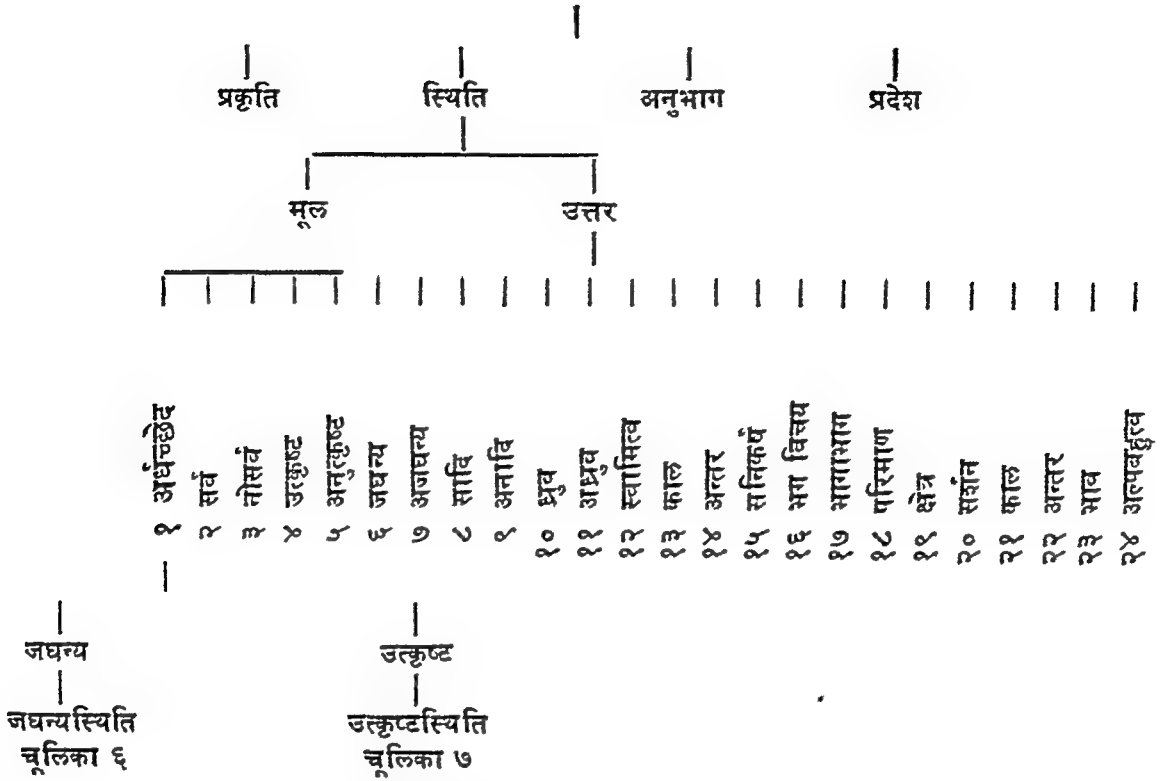 प्रकृति स्थिति अनुभाग प्रदेश
मूल उत्तर
१ अर्धच्छेद
२ सर्व
३ नोसर्व
४ उत्कृष्ट
५ अनुत्कृष्ट
६ जघन्य
७ अजघन्य
८ सादि
९ अनादि
१० ध्रुव
११ अध्रुव
१२ स्वामित्व
१३ काल
१४ अन्तर
१५ सनिकर्ष
१६ भग विचय
१७ भागाभाग
१८ परिमाण
१९ क्षेत्र
२० सर्शन
२१ काल
२२ अन्तर
२३ भाव
२४ अल्पबहुत्व
जघन्य उत्कृष्ट
जघन्यस्थिति उत्कृष्टस्थिति
चूलिका ६ चूलिका ७